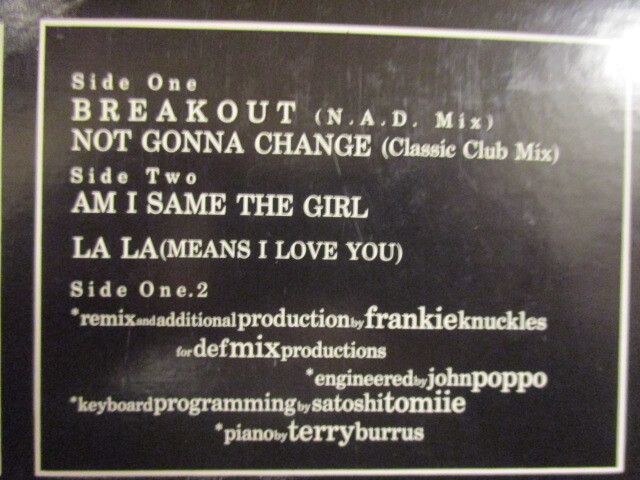 Side One
BREAKOUT (N.A.D. Mix)
NOT GONNA CHANGE (Classic Club Mix)
Side Two
AM I SAME THE GIRL
LA LA(MEANS I LOVE YOU)
Side One.2
*remixandadditionalproductionbyfrankieknuckles
fordefmixproductions
*engineeredbyjohnpoppo
*keyboardprogrammingbysatoshitomiie
*pianobyterryburrus